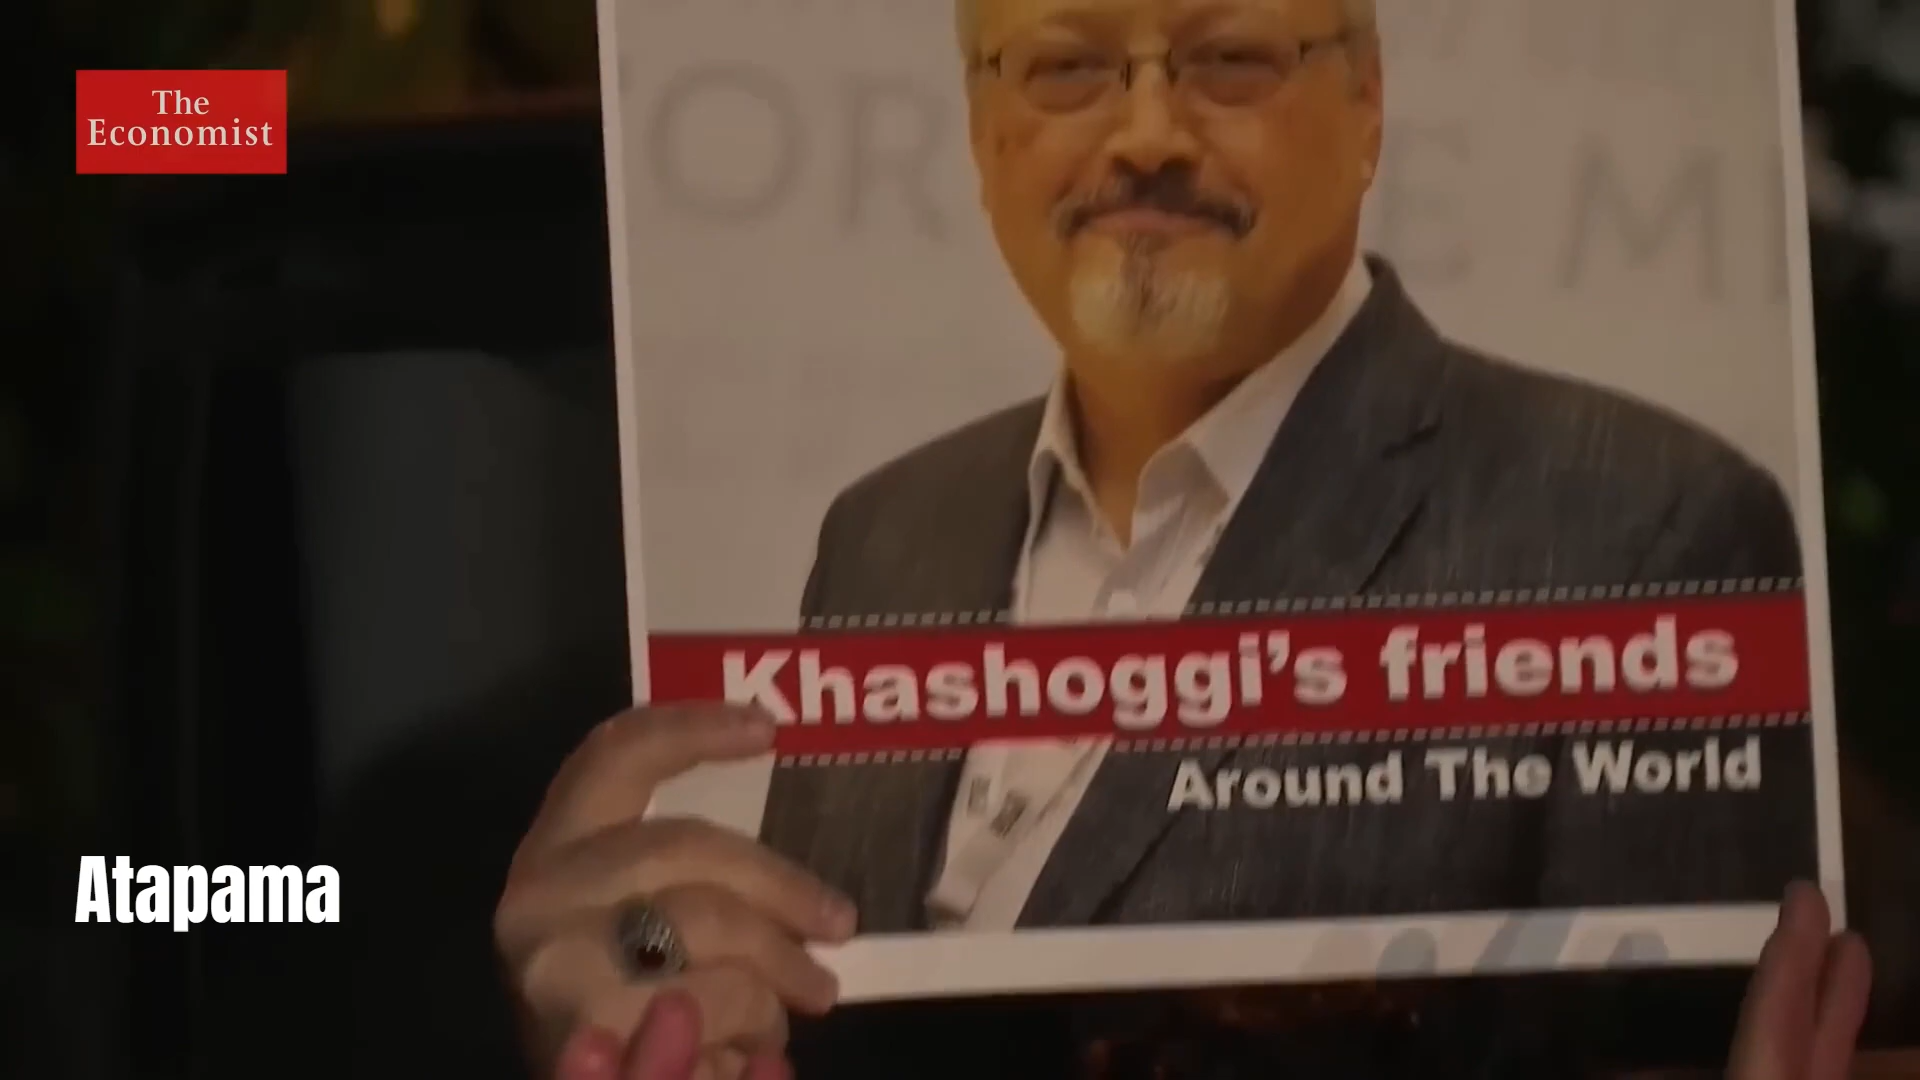 The
Economist
Khashoggi's friends
Around The World
Atapama